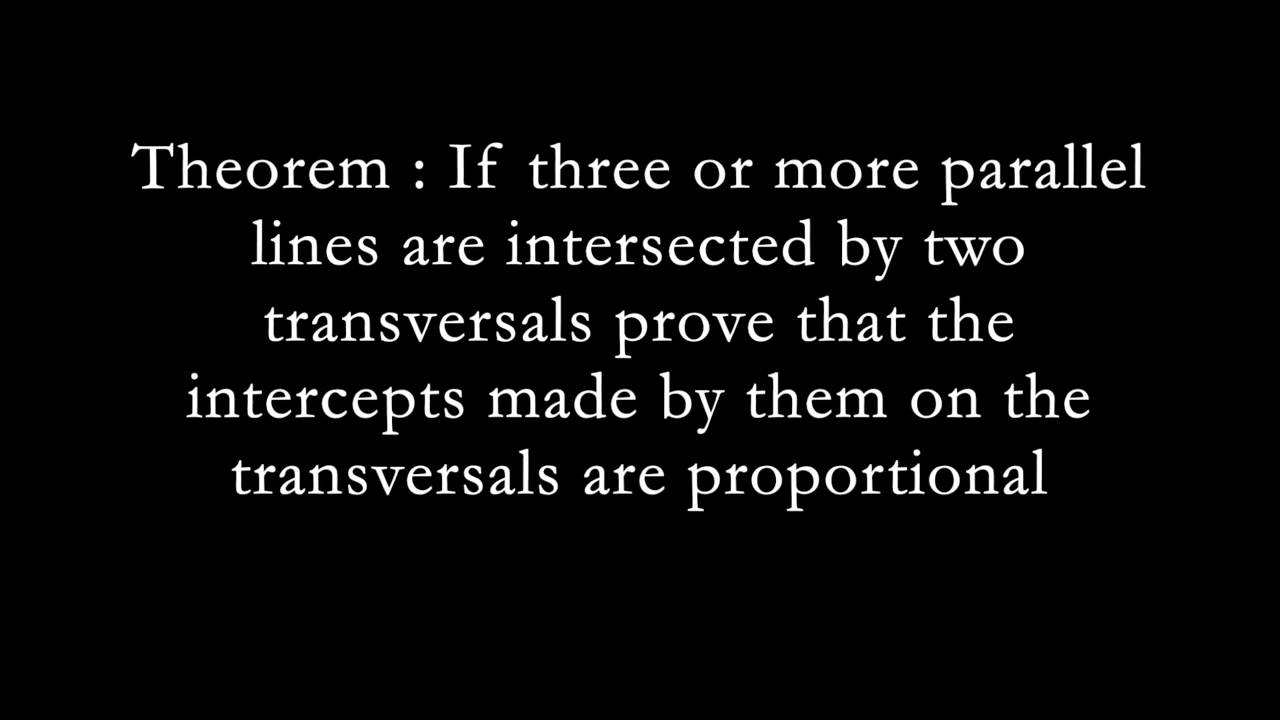 Theorem : If three or more parallel
lines are intersected by two
transversals prove that the
intercepts made by them on the
transversals are proportional